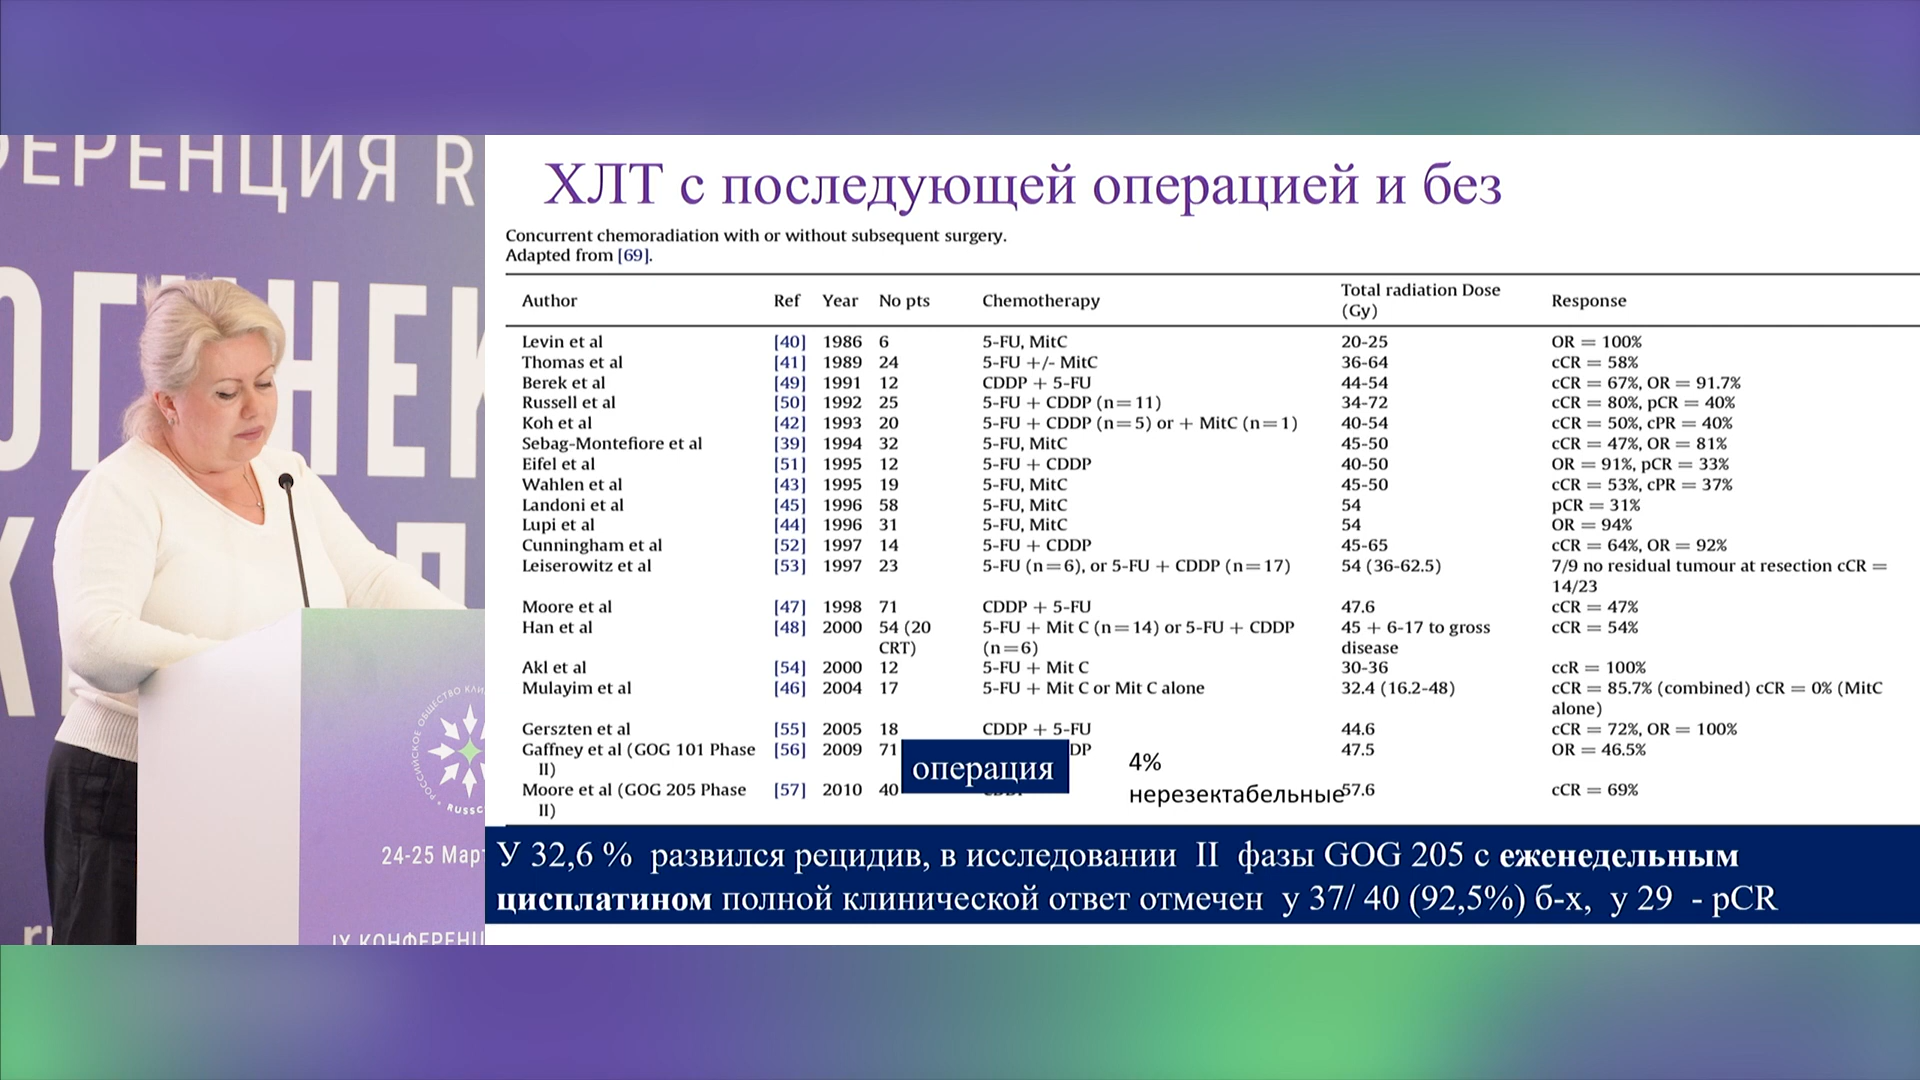 ФЕРЕНЦИЯ R
ХЛТ с последующей операцией и без
Concurrent chemoradiation with or without subsequent surgery.
Adapted from [69].
Author Ref Year No pts Chemotherapy Total radiation Dose (Gy) Response
Levin et al [40] 1986 6 5-FU, MitC 20-25 OR = 100%
Thomas et al [41] 1989 24 5-FU +/- MitC 36-64 cCR = 58%
Berek et al [49] 1991 12 CDDP + 5-FU 44-54 cCR = 67%, OR = 91.7%
Russell et al [50] 1992 25 5-FU + CDDP (n=11) 34-72 cCR = 80%, pCR = 40%
Koh et al [42] 1993 20 5-FU + CDDP (n=5) or + MitC (n=1) 40-54 cCR = 50%, cPR = 40%
Sebag-Montefiore et al [39] 1994 32 5-FU, MitC 45-50 cCR = 47%, OR = 81%
Eifel et al [51] 1995 12 5-FU + CDDP 40-50 OR = 91%, pCR = 33%
Wahlen et al [43] 1995 19 5-FU, MitC 45-50 cCR = 53%, cPR = 37%
Landoni et al [45] 1996 58 5-FU, MitC 54 pCR = 31%
Lupi et al [44] 1996 31 5-FU, MitC 54 OR = 94%
Cunningham et al [52] 1997 14 5-FU + CDDP 45-65 cCR = 64%, OR = 92%
Leiserowitz et al [53] 1997 23 5-FU (n=6), or 5-FU + CDDP (n=17) 54 (36-62.5) 7/9 no residual tumour at resection cCR =
14/23
Moore et al [47] 1998 71 CDDP + 5-FU 47.6 cCR = 47%
Han et al [48] 2000 54 (20 5-FU + Mit C (n=14) or 5-FU + CDDP 45 + 6-17 to gross cCR = 54%
CRT) (n=6) disease
Akl et al [54] 2000 12 5-FU + Mit C 30-36 ccR = 100%
Mulayim et al [46] 2004 17 5-FU + Mit C or Mit C alone 32.4 (16.2-48) cCR = 85.7% (combined) cCR = 0% (MitC
alone)
Gerszten et al [55] 2005 18 CDDP + 5-FU 44.6 cCR = 72%, OR = 100%
Gaffney et al (GOG 101 Phase [56] 2009 71 DP 47.5 OR = 46.5%
II)
операция
4%
нерезектабельные
Moore et al (GOG 205 Phase [57] 2010 40 57.6 cCR = 69%
II)
У 32,6 % развился рецидив, в исследовании II фазы GOG 205 с еженедельным
цисплатином полной клинической ответ отмечен у 37/ 40 (92,5%) б-х, у 29 - pCR
24-25 Март
IX КОНФЕРЕНЦ